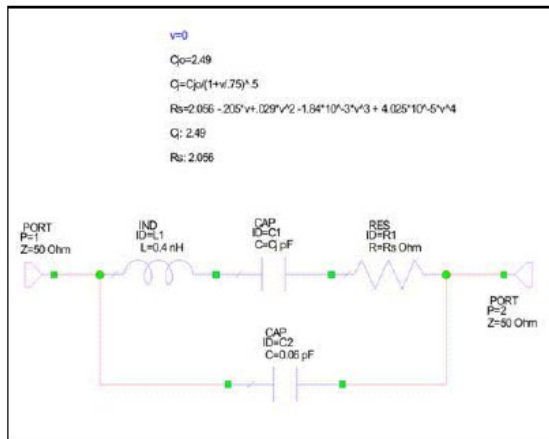 v=0
Cjo=2.49
Cj=Cjo/(1+v/.75)^.5
Rs=2.056 -.205*v+.029*v^2 -1.84*10^-3*v^3 + 4.025*10^-5*v^4
Cj: 2.49
Rs: 2.056
PORT
P=1
Z=50 Ohm
IND
ID=L1
L=0.4 nH
CAP
ID=C1
C=Cj pF
RES
ID=R1
R=Rs Ohm
PORT
P=2
Z=50 Ohm
CAP
ID=C2
C=0.06 pF